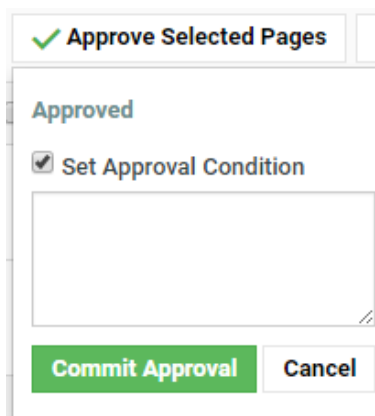 Approve Selected Pages
Approved
Set Approval Condition
Commit Approval Cancel